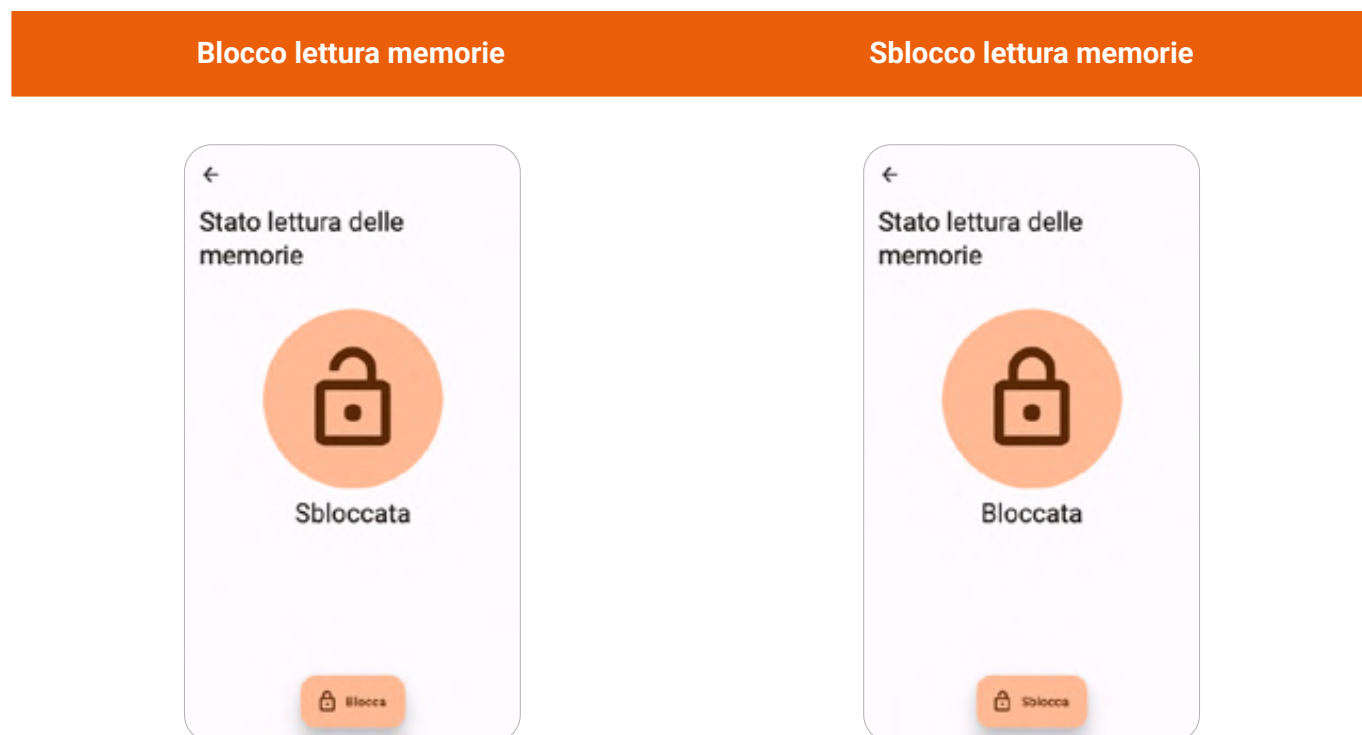 Blocco lettura memorie
Sblocco lettura memorie
Stato lettura delle
memorie
Sbloccata
Blocca
Stato lettura delle
memorie
Bloccata
Sblocca